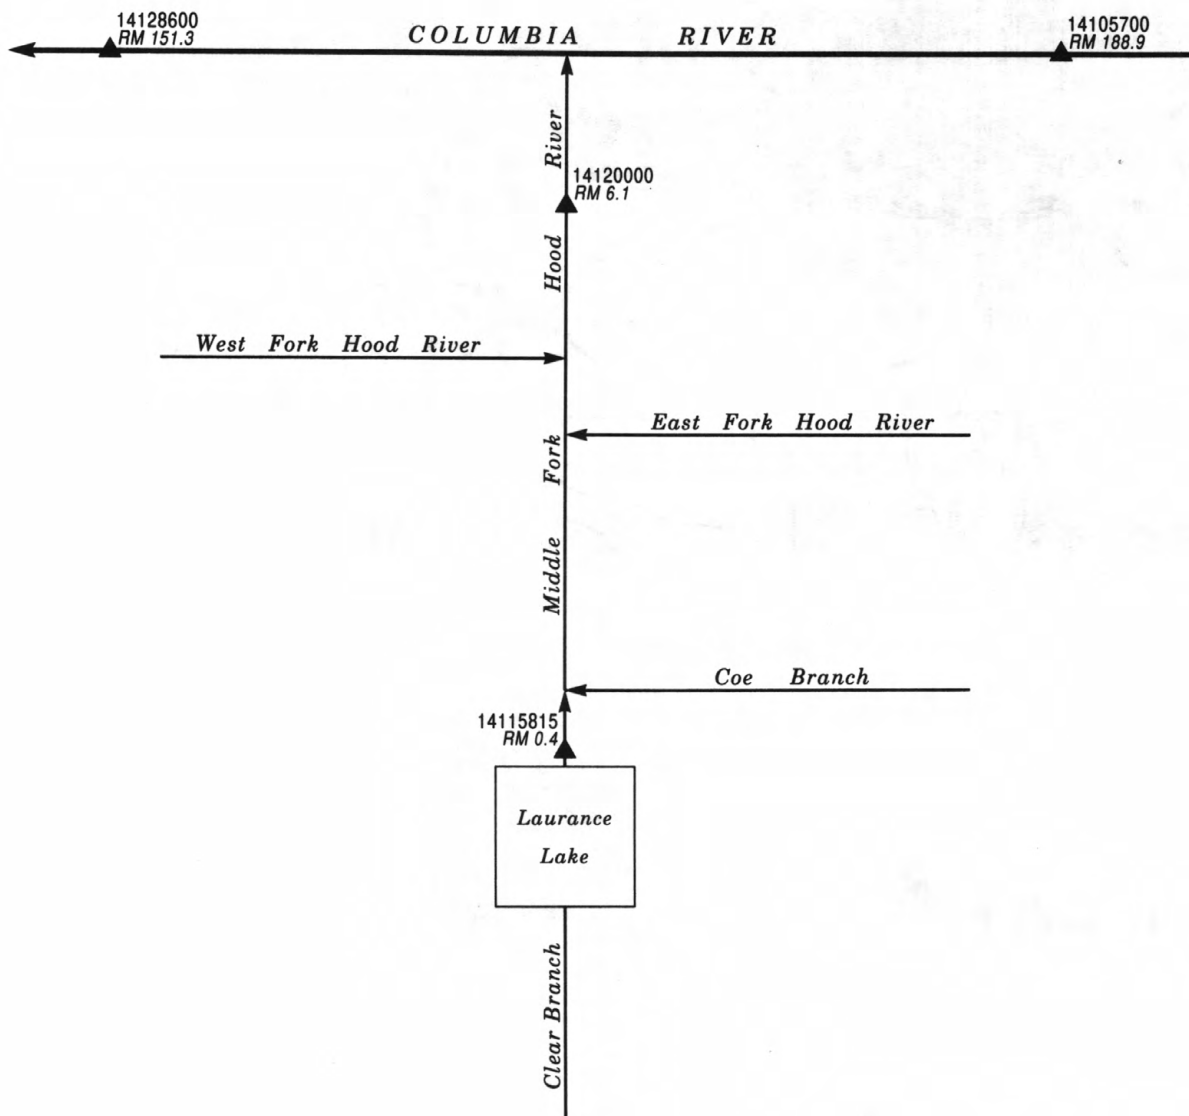 14128600
RM 151.3
COLUMBIA RIVER
14105700
RM 188.9
River
14120000
RM 6.1
Hood
West Fork Hood River
East Fork Hood River
Fork
Middle
Coe Branch
14115815
RM 0.4
Laurance
Lake
Clear Branch